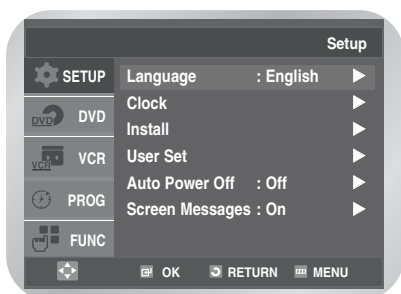 Setup
SETUP
DVD DVD
VCR VCR
PROG
FUNC
Language : English ►
Clock ►
Install ►
User Set ►
Auto Power Off : Off ►
Screen Messages : On ►
OK RETURN MENU